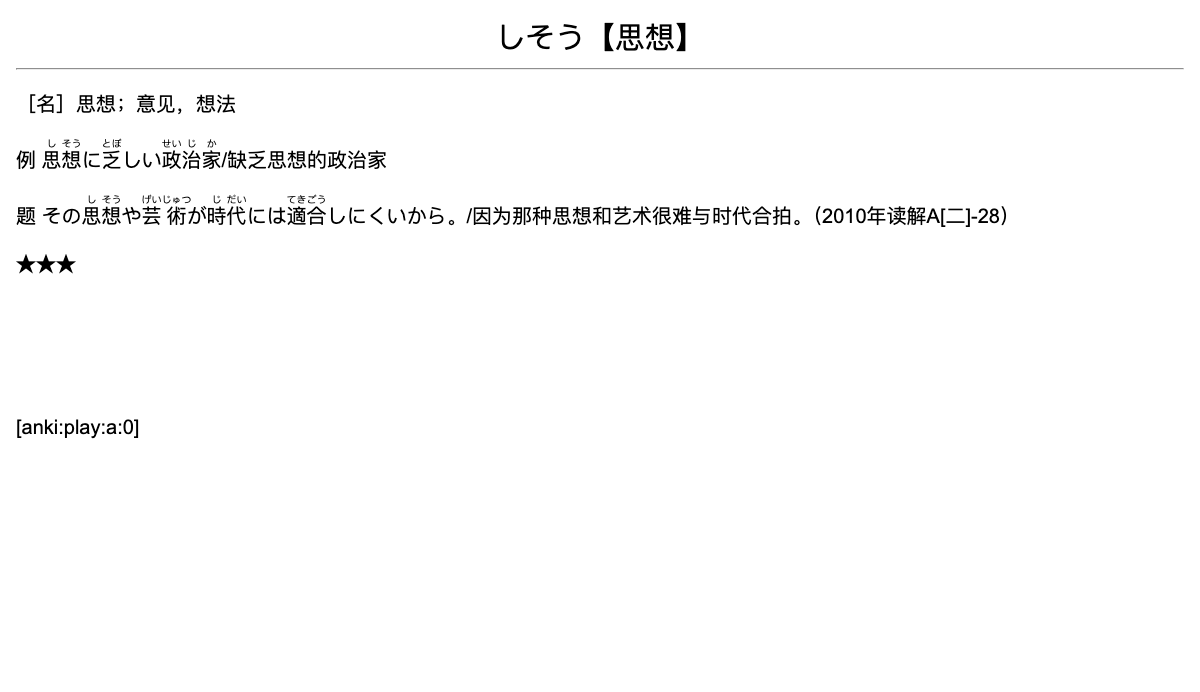 しそう【思想】
［名］思想；意见，想法
し そう とぼ せい じ か
例 思想に乏しい政治家/缺乏思想的政治家
し そう げいじゅつ じ だい てきごう
题 その思想や芸術が時代には適合しにくいから。/因为那种思想和艺术很难与时代合拍。（2010年读解A[二]-28）
★★★
[anki:play:a:0]